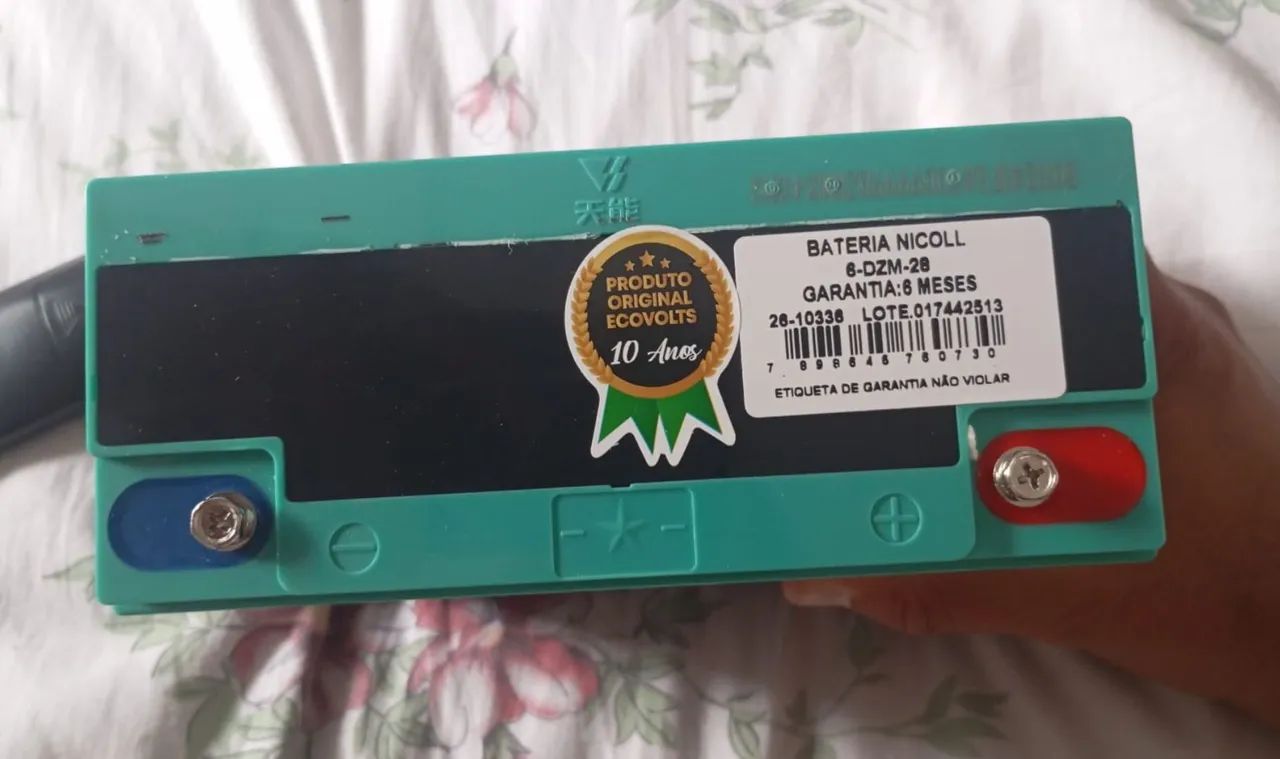 天能
PRODUTO
ORIGINAL
ECOVOLTS
10 Anos
BATERIA NICOLL
6-DZM-28
GARANTIA:6 MESES
26-10336 LOTE.017442513
7 898646 760730
ETIQUETA DE GARANTIA NÃO VIOLAR